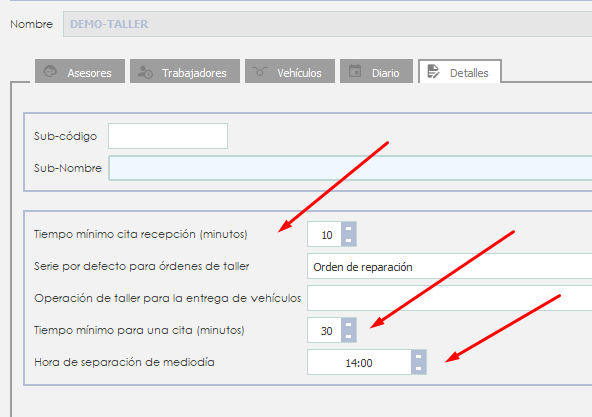 Nombre DEMO-TALLER
Asesores Trabajadores Vehículos Diario Detalles
Sub-código
Sub-Nombre
Tiempo mínimo cita recepción (minutos) 10
Serie por defecto para órdenes de taller Orden de reparación
Operación de taller para la entrega de vehículos
Tiempo mínimo para una cita (minutos) 30
Hora de separación de mediodía 14:00